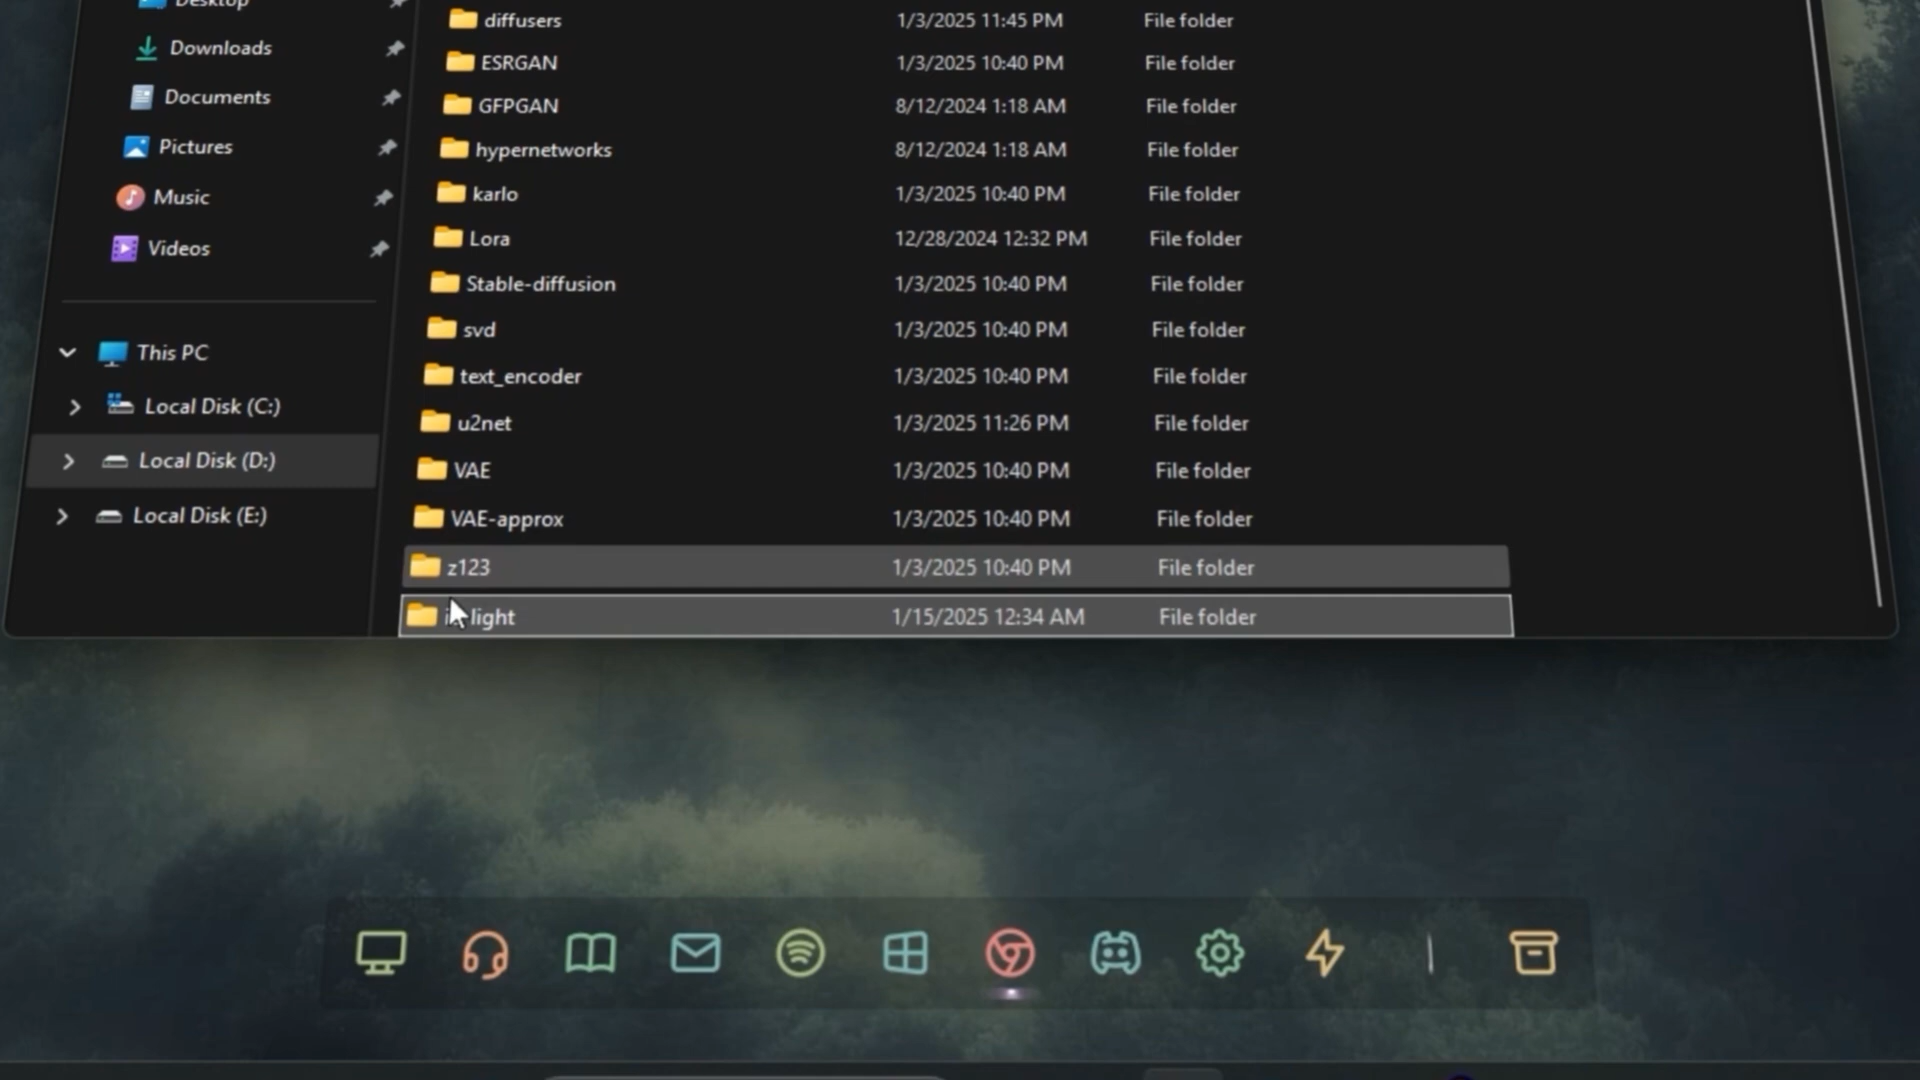 Desktop
Downloads
Documents
Pictures
Music
Videos
This PC
Local Disk (C:)
Local Disk (D:)
Local Disk (E:)
diffusers 1/3/2025 11:45 PM File folder
ESRGAN 1/3/2025 10:40 PM File folder
GFPGAN 8/12/2024 1:18 AM File folder
hypernetworks 8/12/2024 1:18 AM File folder
karlo 1/3/2025 10:40 PM File folder
Lora 12/28/2024 12:32 PM File folder
Stable-diffusion 1/3/2025 10:40 PM File folder
svd 1/3/2025 10:40 PM File folder
text_encoder 1/3/2025 10:40 PM File folder
u2net 1/3/2025 11:26 PM File folder
VAE 1/3/2025 10:40 PM File folder
VAE-approx 1/3/2025 10:40 PM File folder
z123 1/3/2025 10:40 PM File folder
light 1/15/2025 12:34 AM File folder